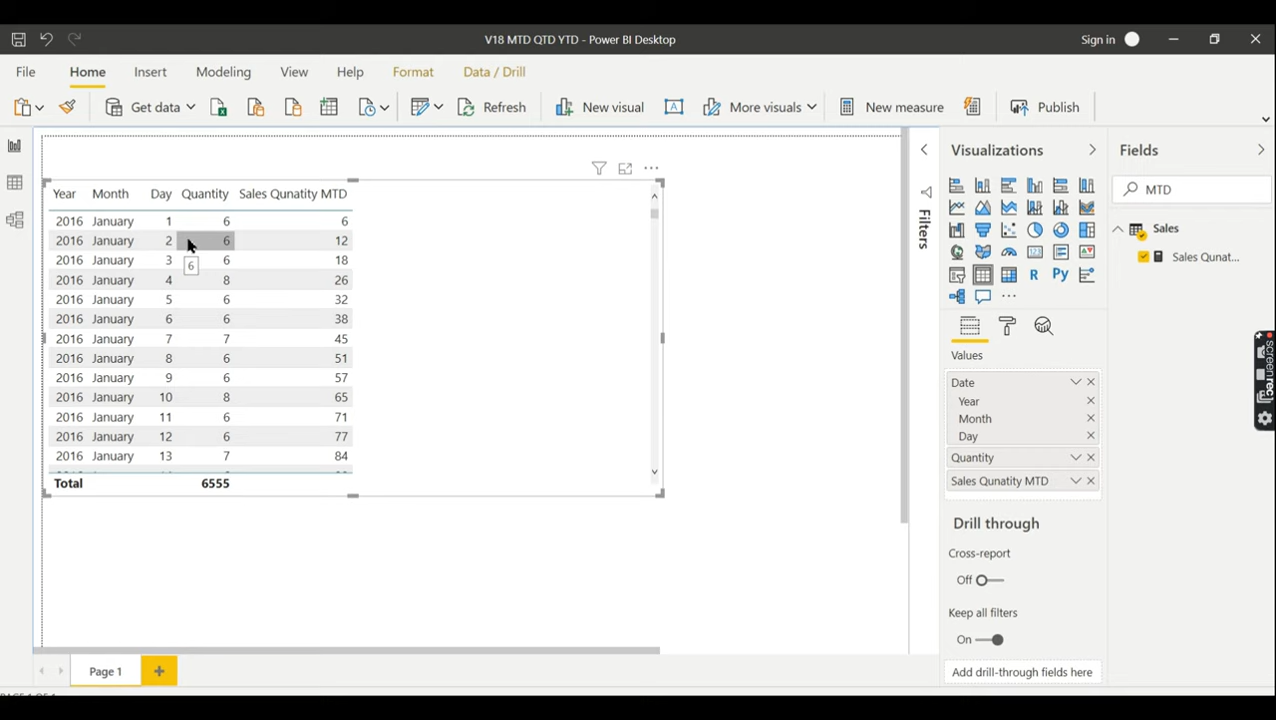 V18 MTD QTD YTD - Power BI Desktop
Sign in
File Home Insert Modeling View Help Format Data / Drill
Get data Refresh New visual More visuals New measure Publish
Visualizations
Fields
MTD
Filters
Sales
Sales Qunat...
Year Month Day Quantity Sales Qunatity MTD
2016 January 1 6 6
2016 January 2 6 12
6
2016 January 3 6 18
2016 January 4 8 26
2016 January 5 6 32
2016 January 6 6 38
2016 January 7 7 45
2016 January 8 6 51
2016 January 9 6 57
2016 January 10 8 65
2016 January 11 6 71
2016 January 12 6 77
2016 January 13 7 84
Total 6555
R Py
Values
Date
Year
Month
Day
Quantity
Sales Qunatity MTD
Drill through
Cross-report
Off
Keep all filters
On
Add drill-through fields here
screenrec
Page 1